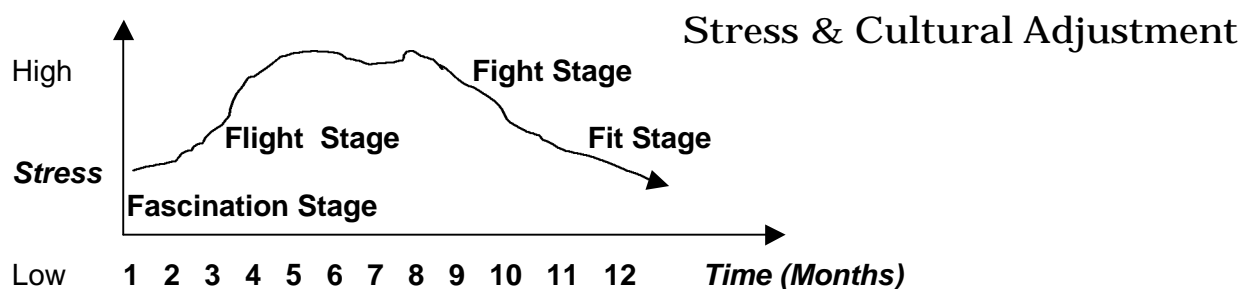 Stress & Cultural Adjustment
High
Fight Stage
Flight Stage
Fit Stage
Stress
Fascination Stage
Low 1 2 3 4 5 6 7 8 9 10 11 12 Time (Months)